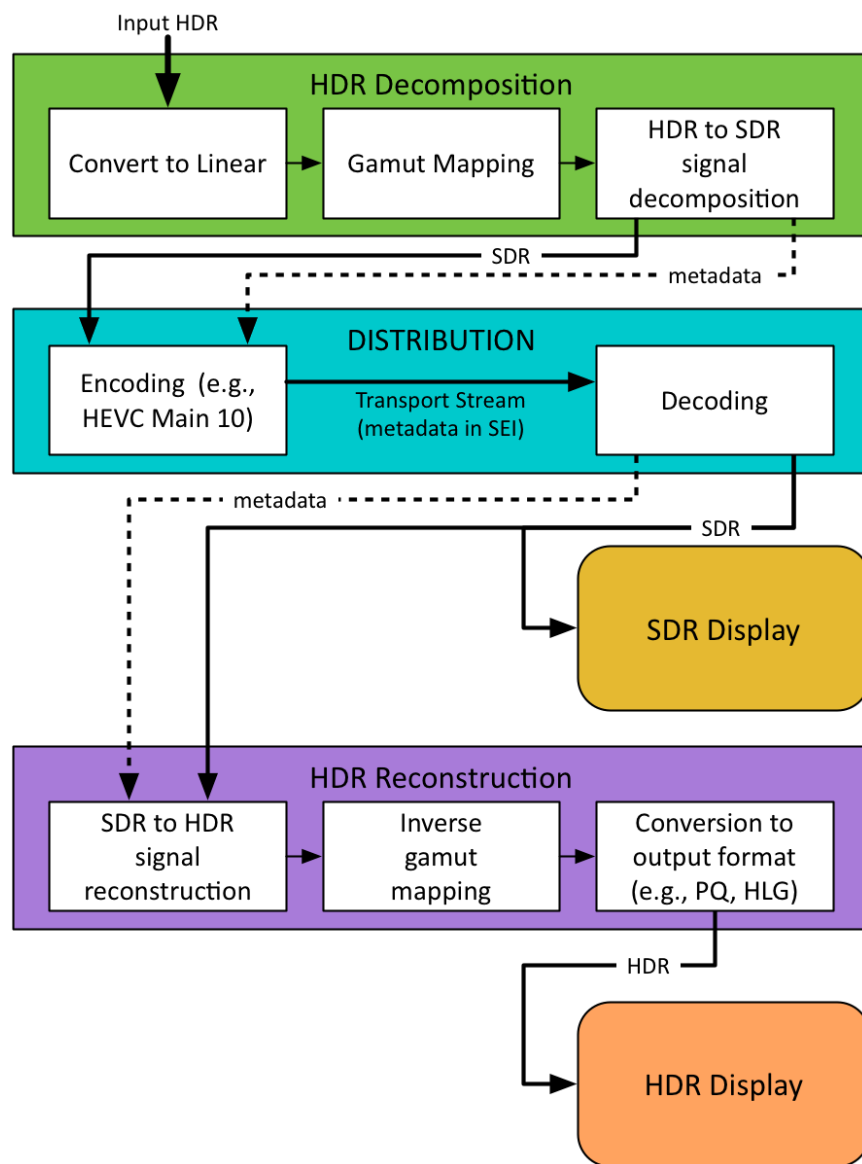 Input HDR
HDR Decomposition
Convert to Linear
Gamut Mapping
HDR to SDR
signal
decomposition
SDR
metadata
DISTRIBUTION
Encoding (e.g.,
HEVC Main 10)
Transport Stream
(metadata in SEI)
Decoding
metadata
SDR
SDR Display
HDR Reconstruction
SDR to HDR
signal
reconstruction
Inverse
gamut
mapping
Conversion to
output format
(e.g., PQ, HLG)
HDR
HDR Display